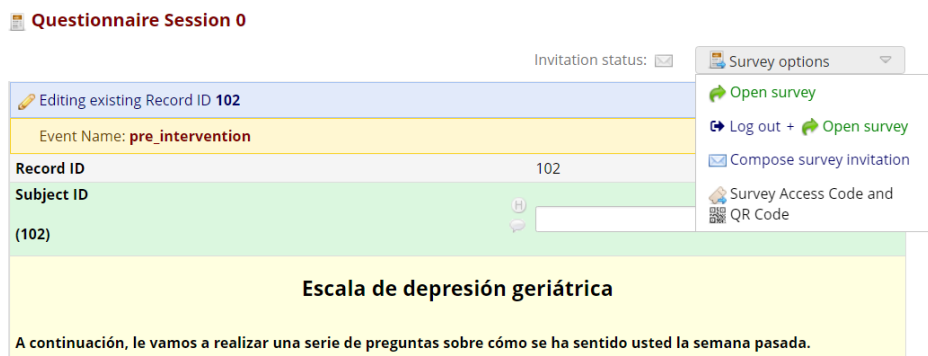 Questionnaire Session 0
Invitation status:
Survey options
Open survey
Log out + Open survey
Compose survey invitation
Survey Access Code and
QR Code
Editing existing Record ID 102
Event Name: pre_intervention
Record ID 102
Subject ID
(102)
H
Escala de depresión geriátrica
A continuación, le vamos a realizar una serie de preguntas sobre cómo se ha sentido usted la semana pasada.